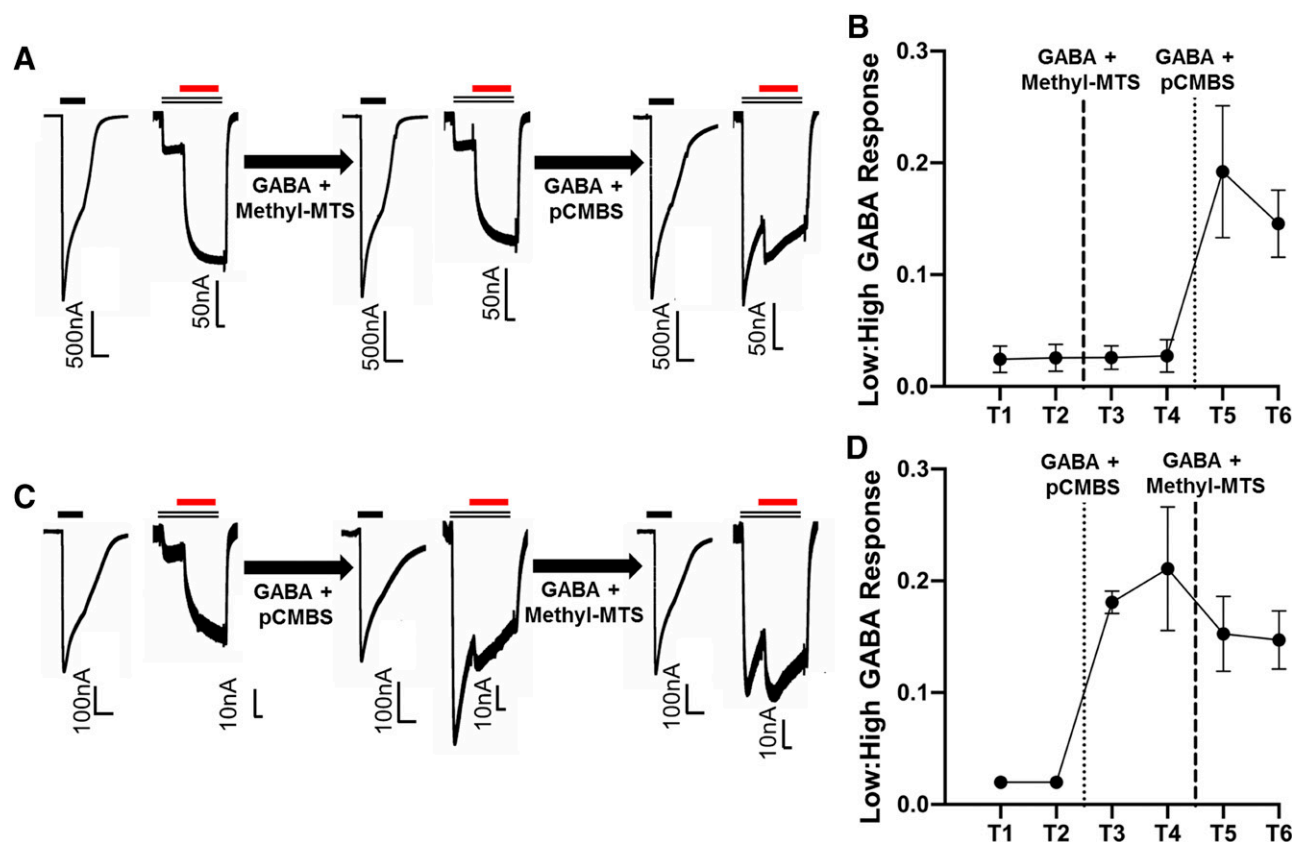 A
GABA +
Methyl-MTS
GABA +
pCMBS
500nA
50nA
500nA
50nA
500nA
50nA
B
Low:High GABA Response
0.3
0.2
0.1
0.0
GABA +
Methyl-MTS
GABA +
pCMBS
T1 T2 T3 T4 T5 T6
C
GABA +
pCMBS
GABA +
Methyl-MTS
100nA
10nA
100nA
10nA
100nA
10nA
D
Low:High GABA Response
0.3
0.2
0.1
0.0
GABA +
pCMBS
GABA +
Methyl-MTS
T1 T2 T3 T4 T5 T6